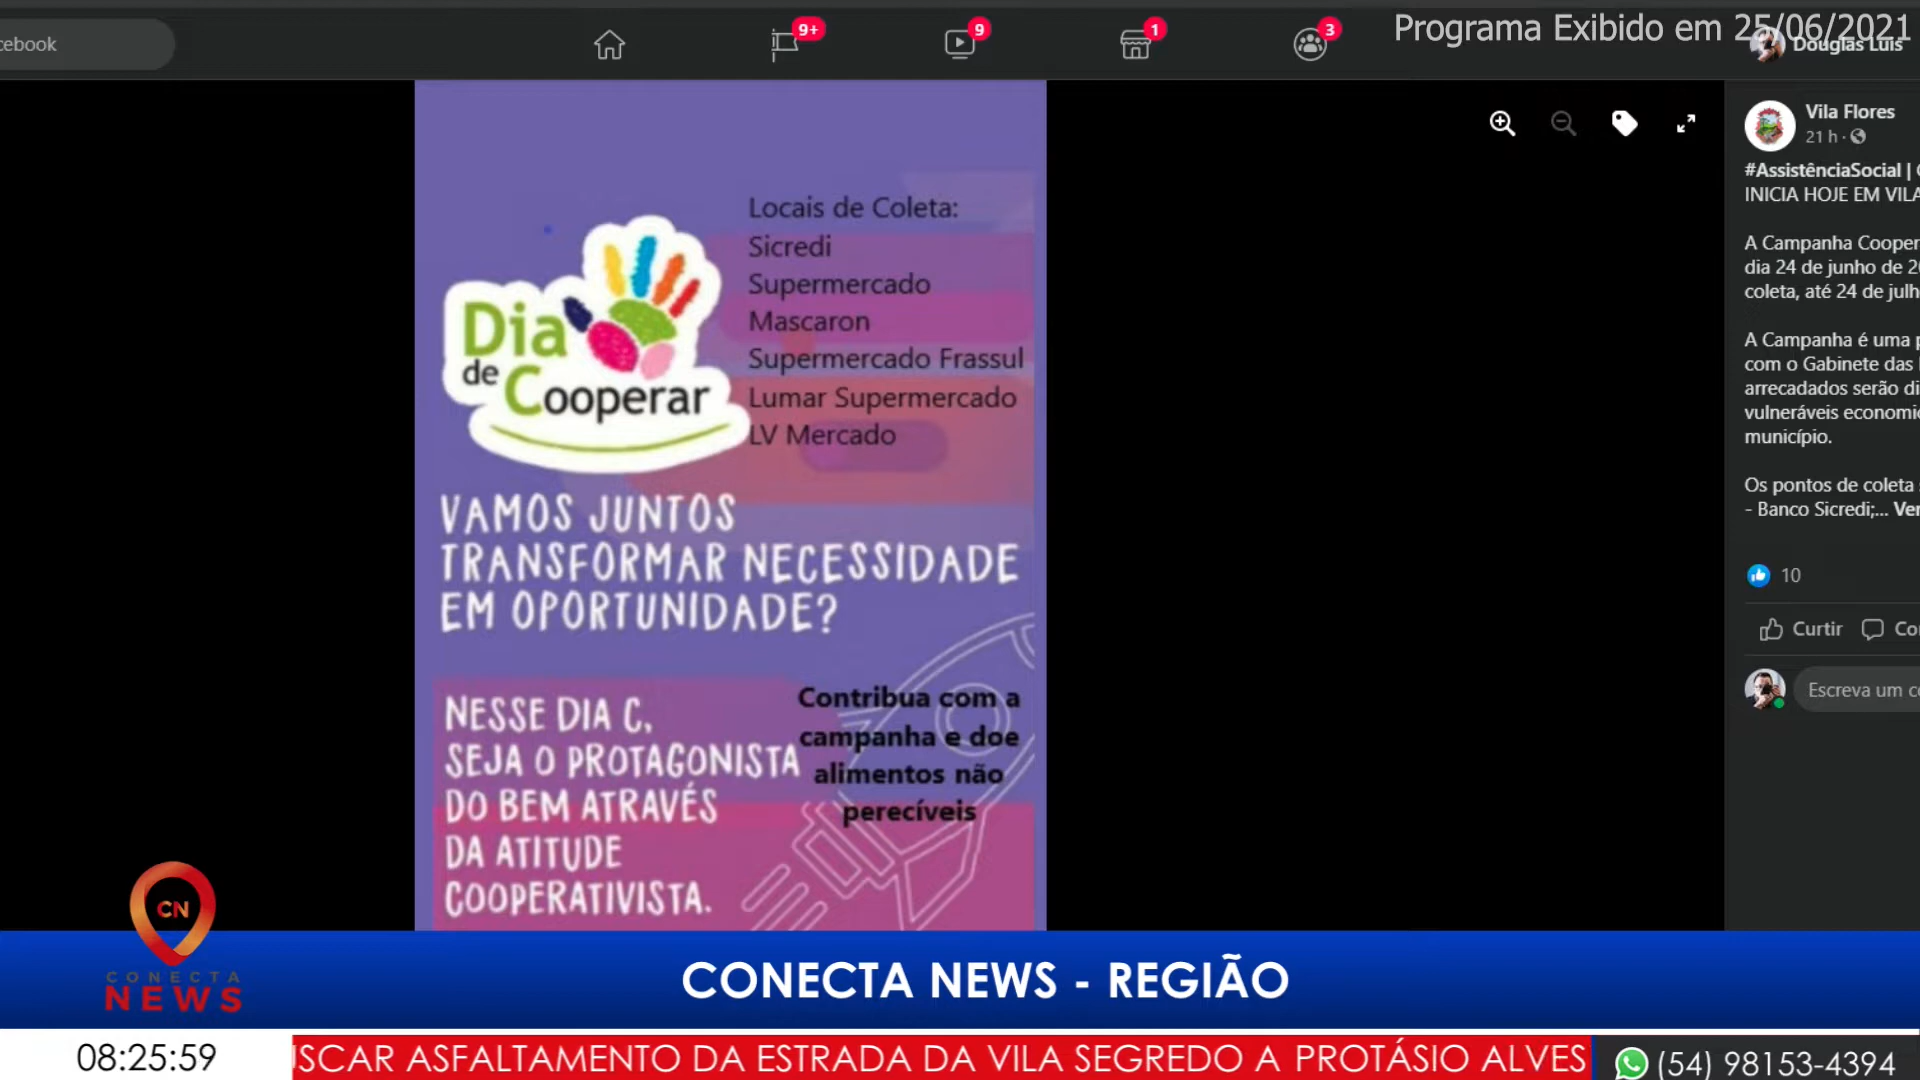 cebook
9+
9
1
3
Programa Exibido em 25/06/2021
Douglas Luis
Vila Flores
21 h ·
#AssistênciaSocial |
INICIA HOJE EM VILA
A Campanha Cooper
dia 24 de junho de 20
coleta, até 24 de julh
A Campanha é uma p
com o Gabinete das
arrecadados serão di
vulneráveis economic
município.
Os pontos de coleta
- Banco Sicredi;... Ver
10
Curtir
Co
Escreva um co
Locais de Coleta:
Sicredi
Supermercado
Mascaron
Supermercado Frassul
Lumar Supermercado
LV Mercado
Dia
de
Cooperar
VAMOS JUNTOS
TRANSFORMAR NECESSIDADE
EM OPORTUNIDADE?
NESSE DIA C,
SEJA O PROTAGONISTA
DO BEM ATRAVÉS
DA ATITUDE
COOPERATIVISTA.
Contribua com a
campanha e doe
alimentos não
perecíveis
CN
CONECTA
NEWS
CONECTA NEWS - REGIÃO
08:25:59
USCAR ASFALTAMENTO DA ESTRADA DA VILA SEGREDO A PROTÁSIO ALVES
(54) 98153-4394